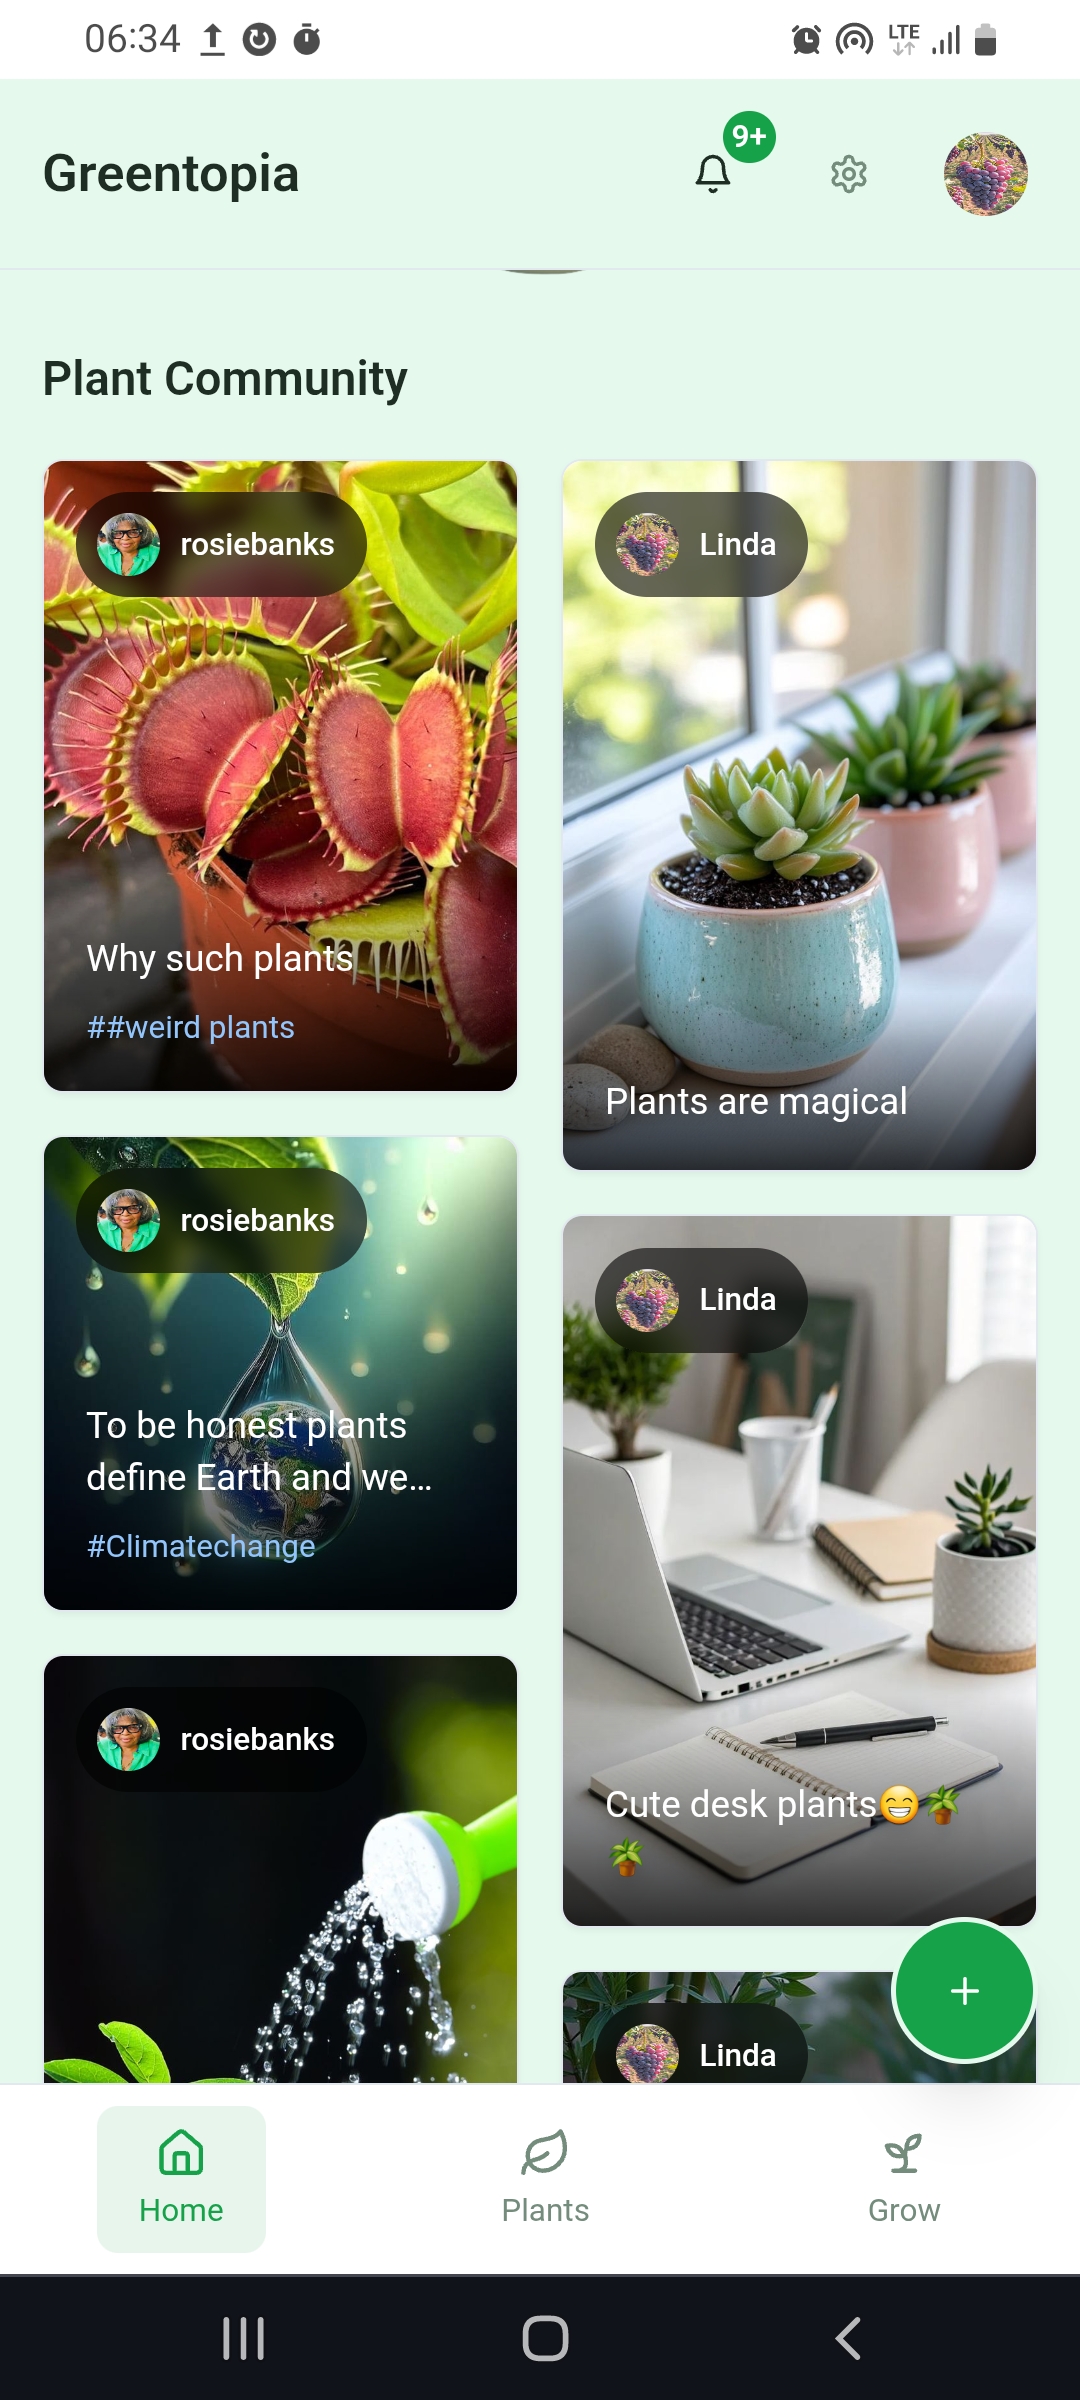 06:34
LTE
Greentopia
9+
Plant Community
rosiebanks
Why such plants
##weird plants
Linda
Plants are magical
rosiebanks
To be honest plants
define Earth and we...
#Climatechange
Linda
Cute desk plants😁🪴
🪴
rosiebanks
Linda
Home
Plants
Grow